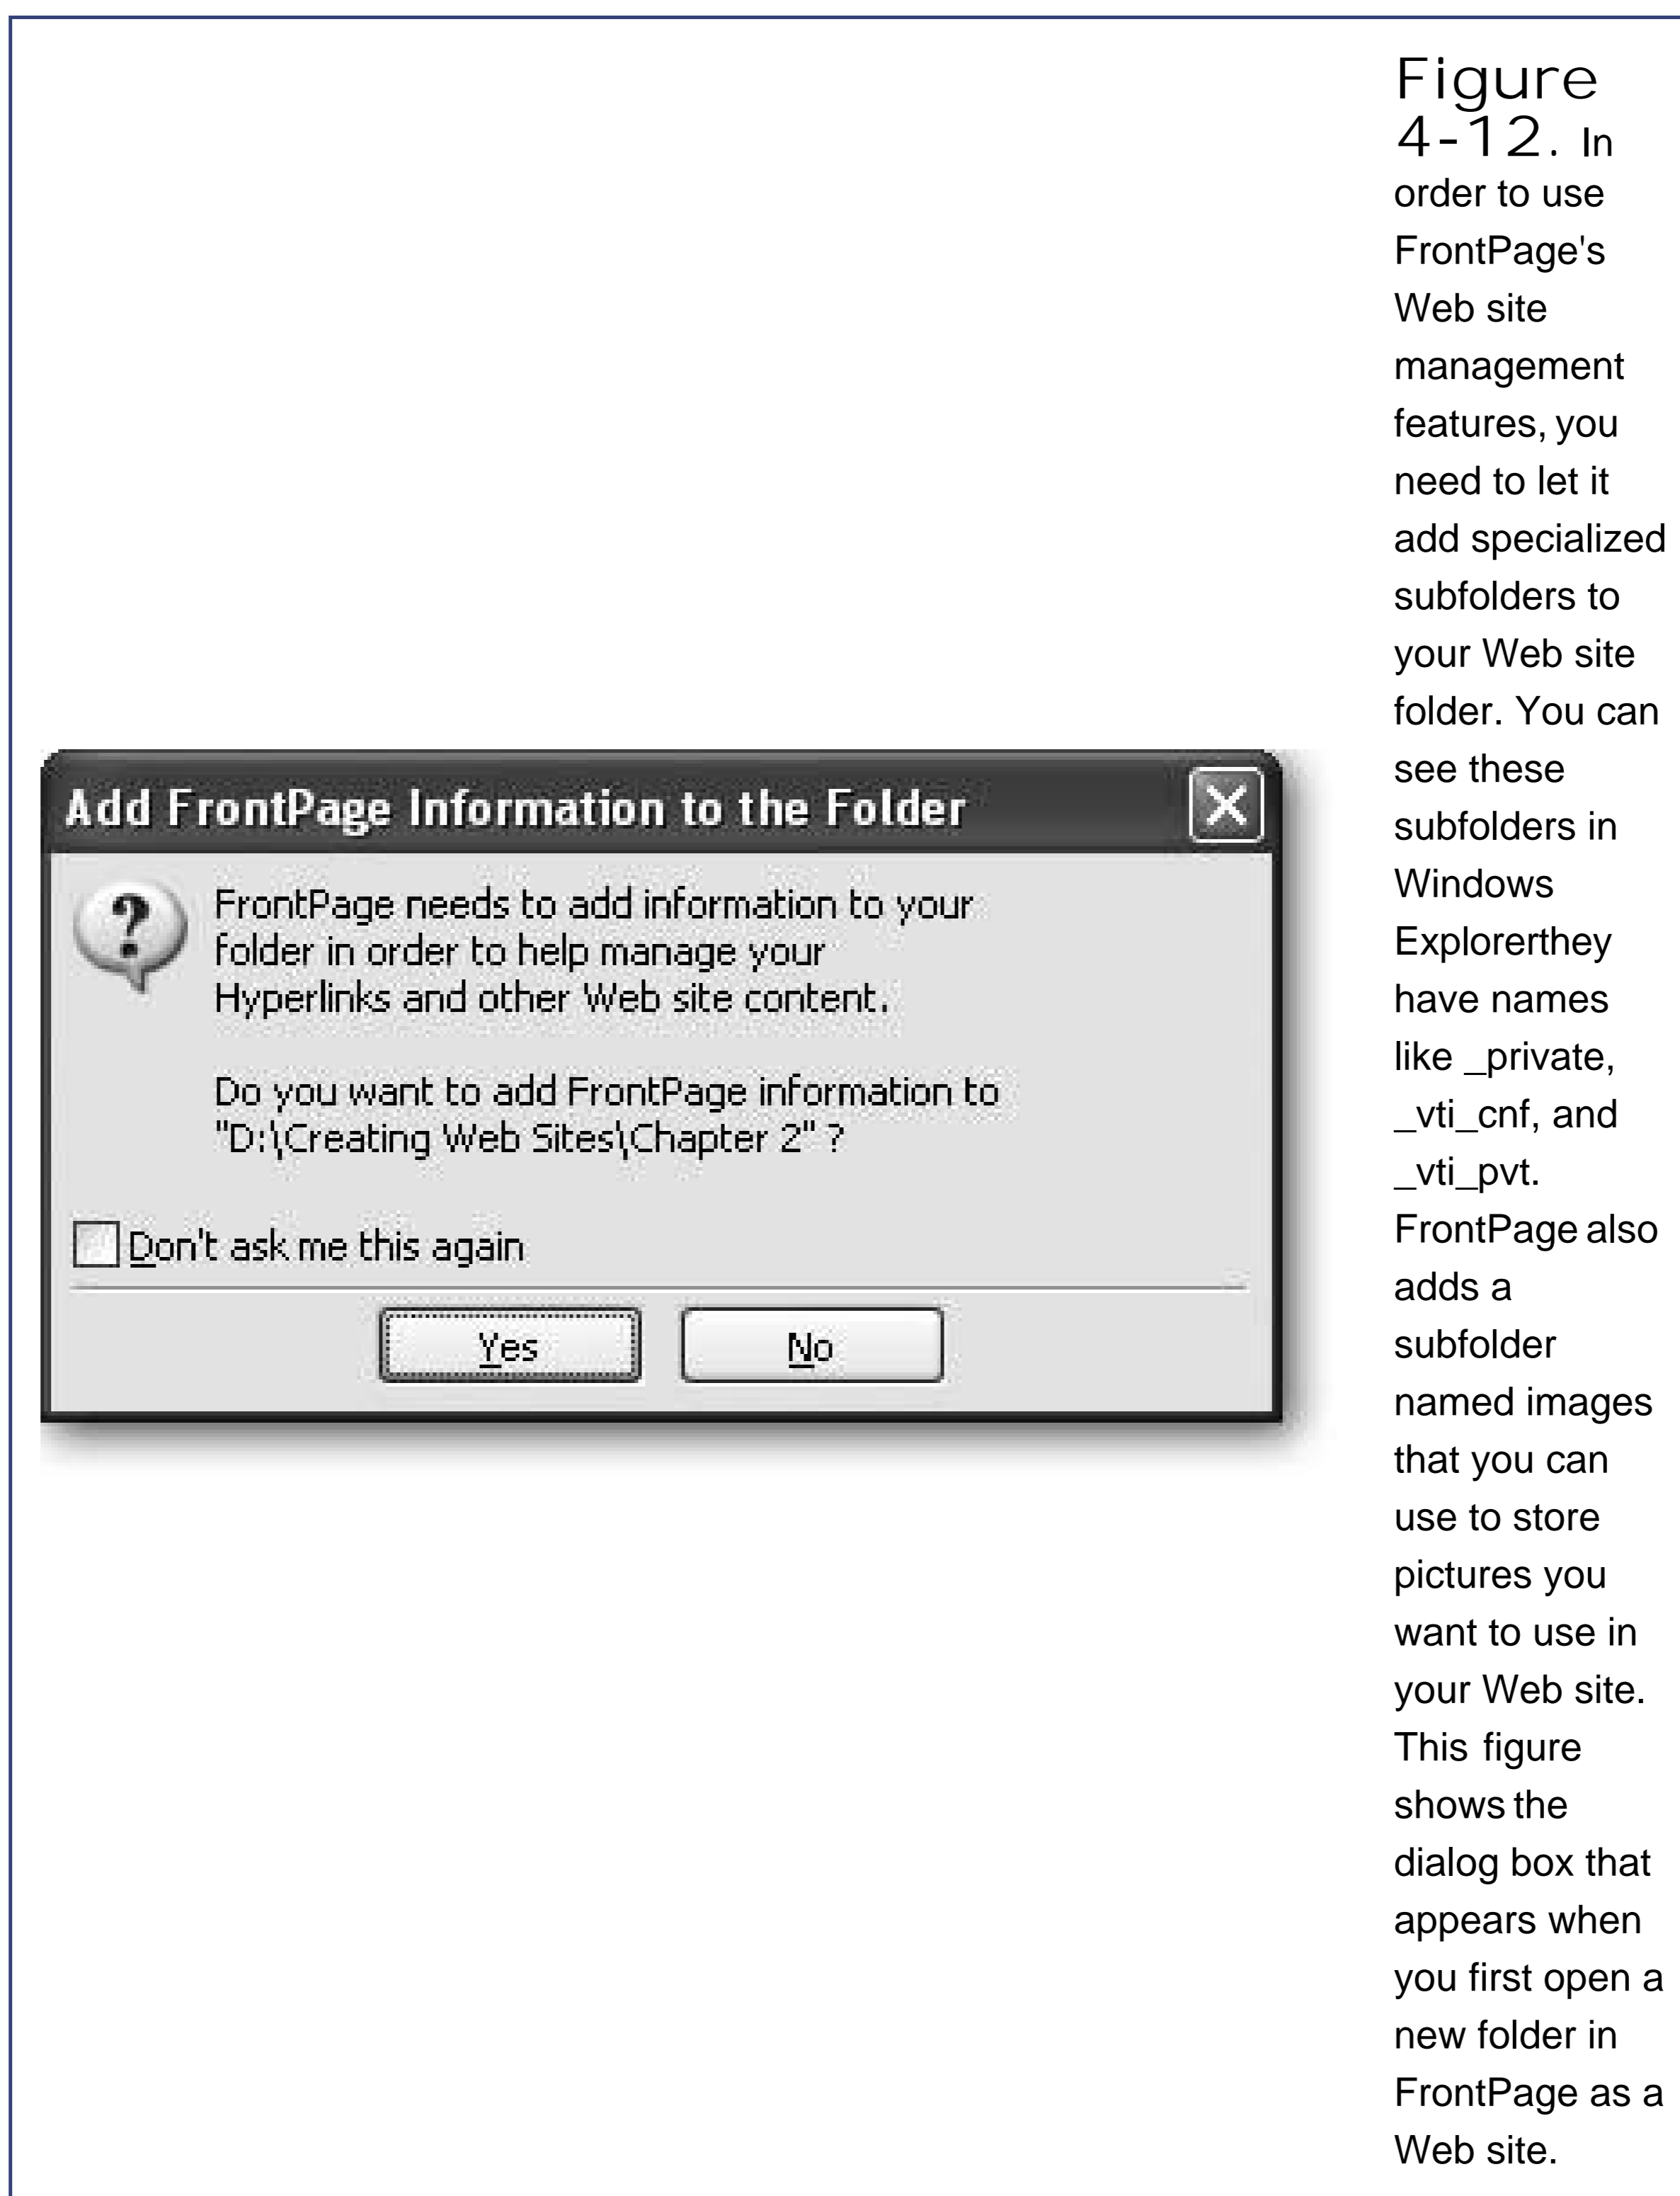 Add FrontPage Information to the Folder
FrontPage needs to add information to your
folder in order to help manage your
Hyperlinks and other Web site content.
Do you want to add FrontPage information to
"D:\Creating Web Sites\Chapter 2" ?
Don't ask me this again
Yes
No
Figure
4-12. In
order to use
FrontPage's
Web site
management
features, you
need to let it
add specialized
subfolders to
your Web site
folder. You can
see these
subfolders in
Windows
Explorerthey
have names
like _private,
_vti_cnf, and
_vti_pvt.
FrontPage also
adds a
subfolder
named images
that you can
use to store
pictures you
want to use in
your Web site.
This figure
shows the
dialog box that
appears when
you first open a
new folder in
FrontPage as a
Web site.